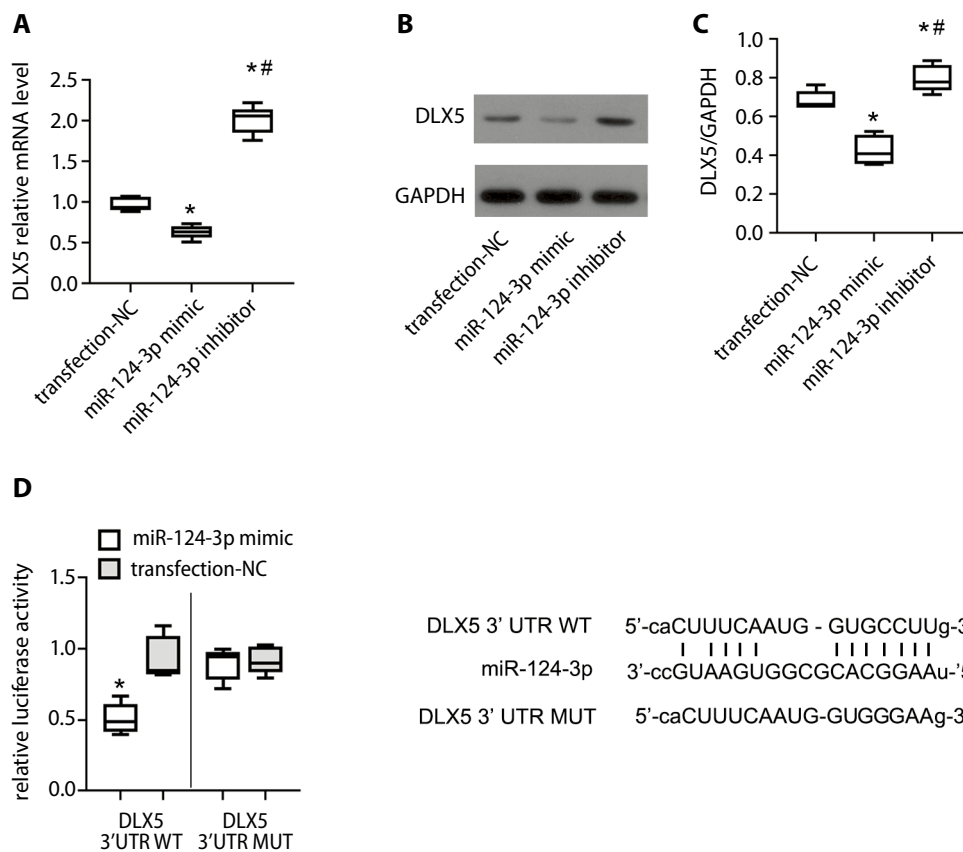 A
DLX5 relative mRNA level
2.5
2.0
1.5
1.0
0.5
0.0
*
*#
transfection-NC
miR-124-3p mimic
miR-124-3p inhibitor
B
DLX5
GAPDH
transfection-NC
miR-124-3p mimic
miR-124-3p inhibitor
C
DLX5/GAPDH
1.0
0.8
0.6
0.4
0.2
0.0
*
*#
transfection-NC
miR-124-3p mimic
miR-124-3p inhibitor
D
miR-124-3p mimic
transfection-NC
relative luciferase activity
1.5
1.0
0.5
0.0
*
DLX5
3'UTR WT
DLX5
3'UTR MUT
DLX5 3' UTR WT 5'-caCUUUCAAUG - GUGCCUUg-3
miR-124-3p 3'-ccGUAAGUGGCGCACGGAAu-'5
DLX5 3' UTR MUT 5'-caCUUUCAAUG-GUGGGAAg-3